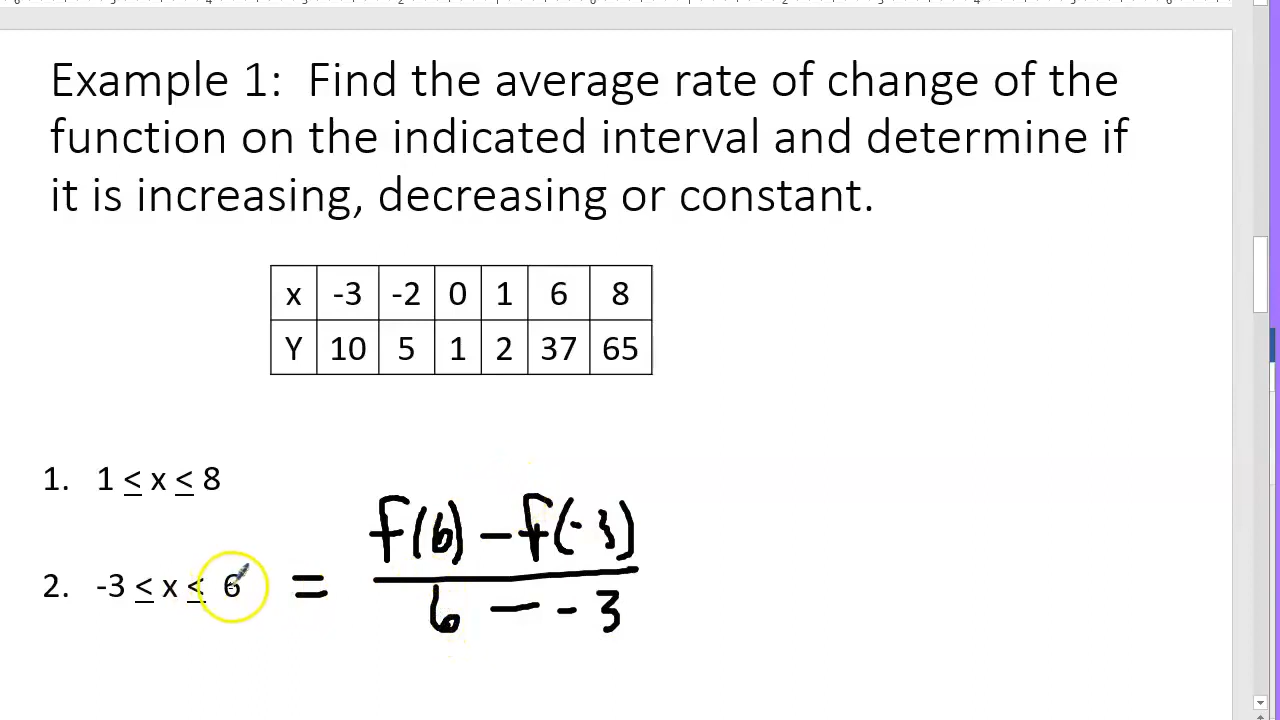 Example 1: Find the average rate of change of the
function on the indicated interval and determine if
it is increasing, decreasing or constant.
x -3 -2 0 1 6 8
Y 10 5 1 2 37 65
1. 1 ≤ x ≤ 8
f(6) – f(-3)
2. -3 ≤ x ≤ 6 =
6 – -3